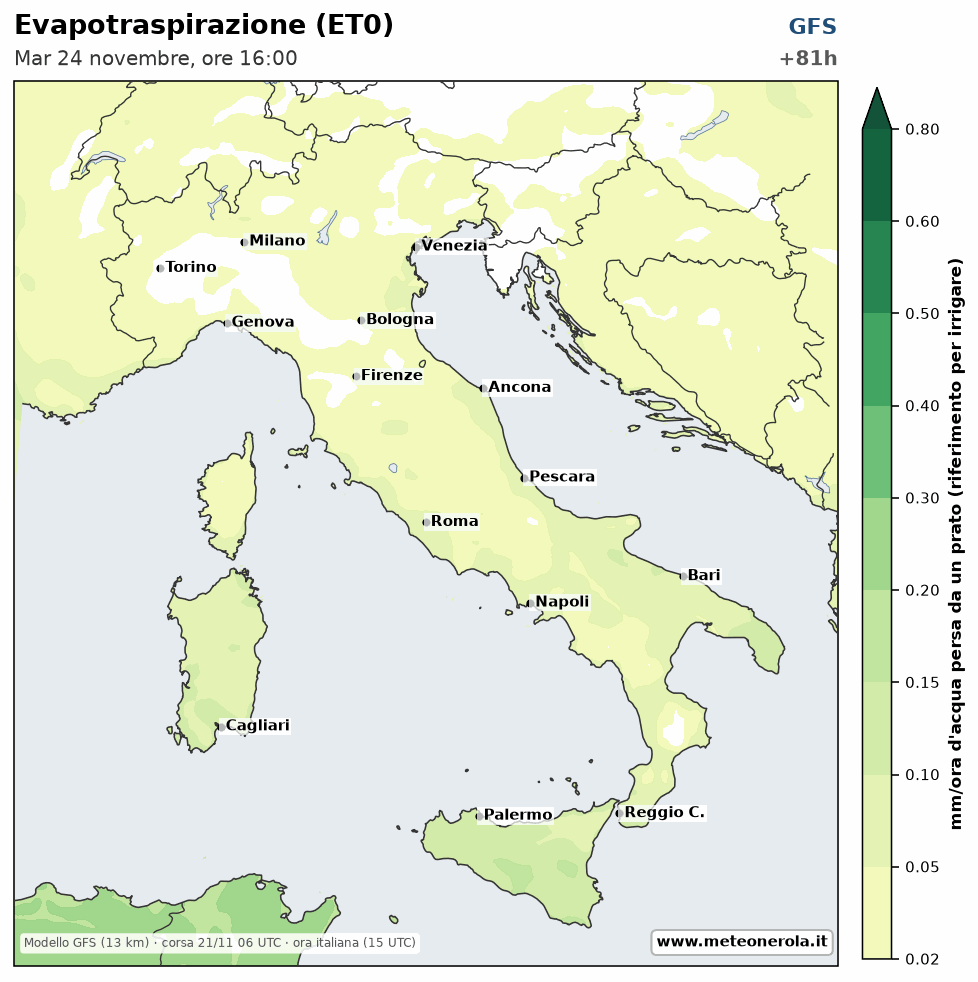 Evapotraspirazione (ET0)
GFS
Mar 24 novembre, ore 16:00
+81h
Milano
Venezia
Torino
Genova
Bologna
Firenze
Ancona
Pescara
Roma
Bari
Napoli
Cagliari
Palermo
Reggio C.
0.80
0.60
0.50
0.40
0.30
0.20
0.15
0.10
0.05
0.02
mm/ora d'acqua persa da un prato (riferimento per irrigare)
Modello GFS (13 km) · corsa 21/11 06 UTC · ora italiana (15 UTC)
www.meteonerola.it